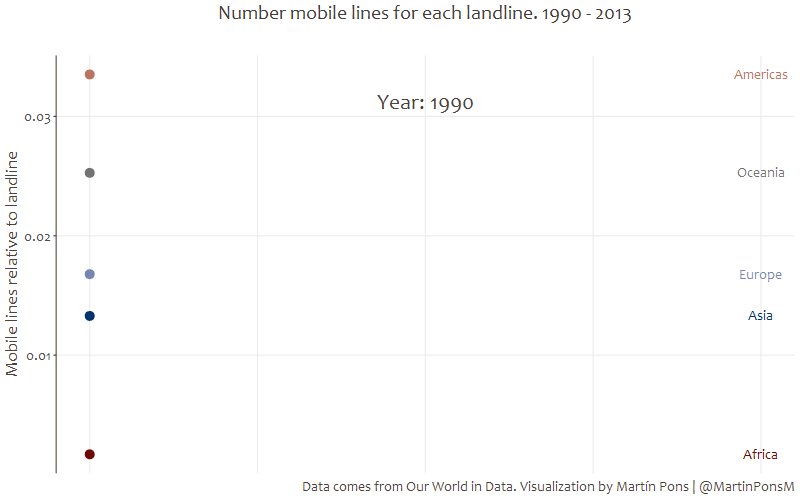 Number mobile lines for each landline. 1990 - 2013
Americas
Year: 1990
0.03
Oceania
Mobile lines relative to landline
0.02
Europe
Asia
0.01
Africa
Data comes from Our World in Data. Visualization by Martín Pons | @MartinPonsM